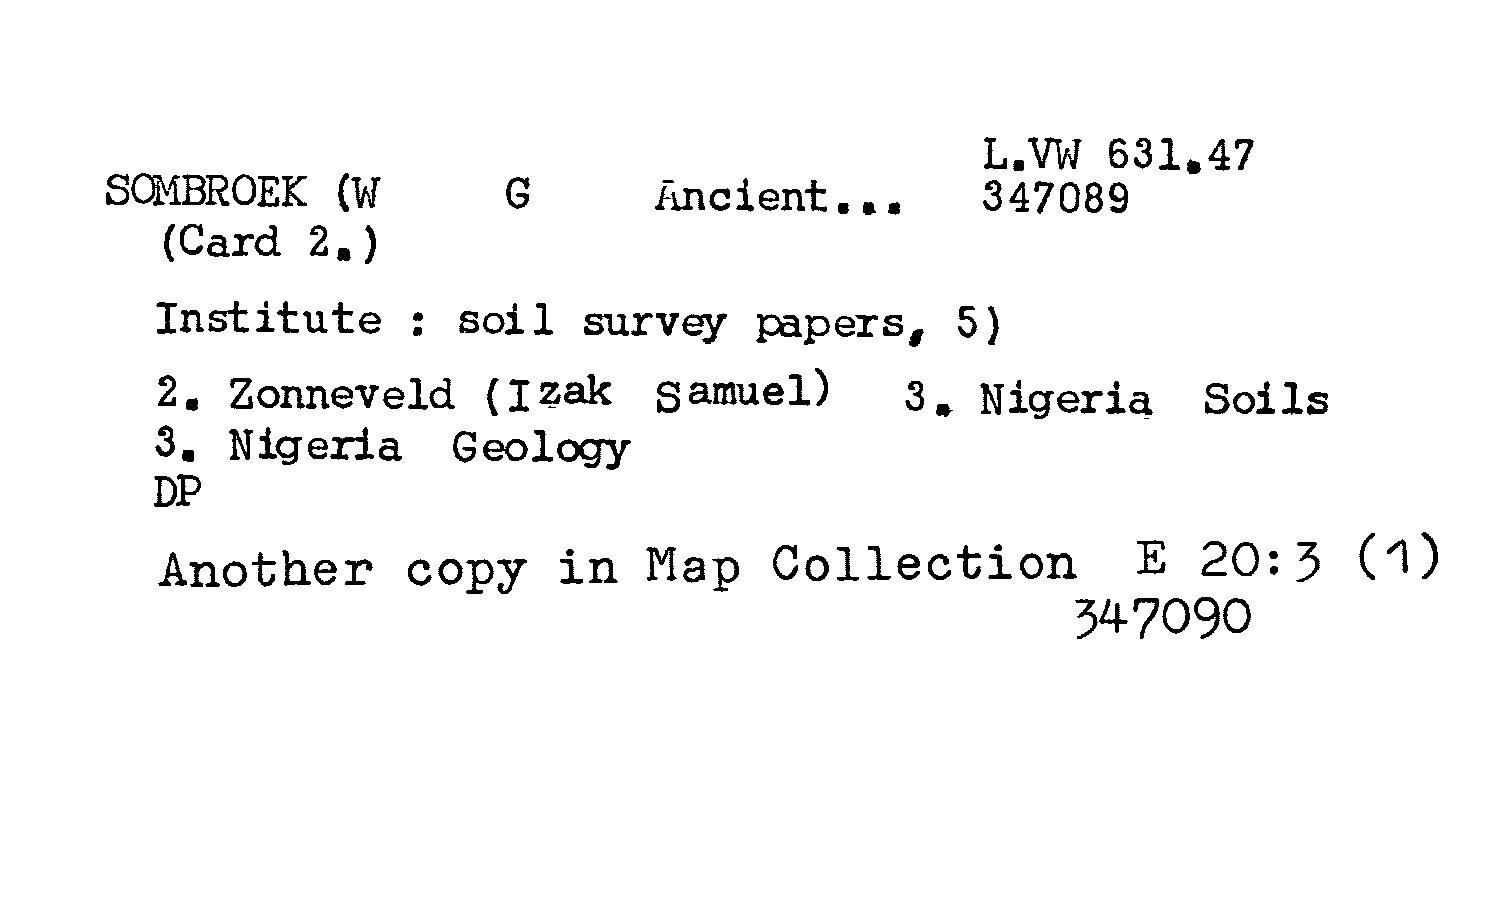 L.VW 631.47
SOMBROEK (W G Ancient... 347089
(Card 2.)
Institute : soil survey papers, 5)
2. Zonneveld (Izak Samuel) 3. Nigeria Soils
3. Nigeria Geology
DP
Another copy in Map Collection E 20:3 (1)
347090